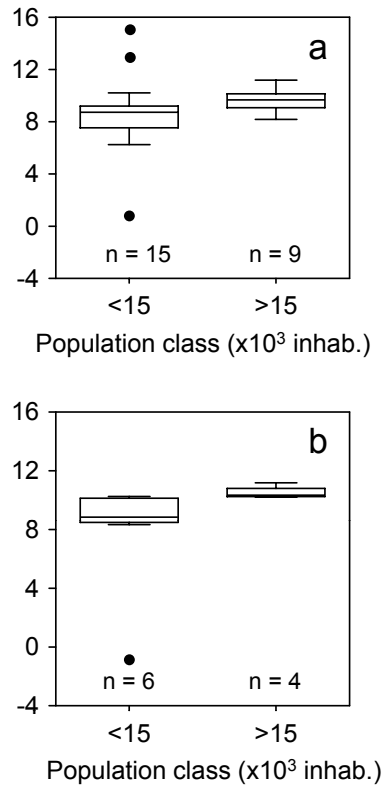 16
a
12
8
4
0
n = 15
n = 9
-4
<15
>15
Population class (x10³ inhab.)
16
b
12
8
4
0
n = 6
n = 4
-4
<15
>15
Population class (x10³ inhab.)